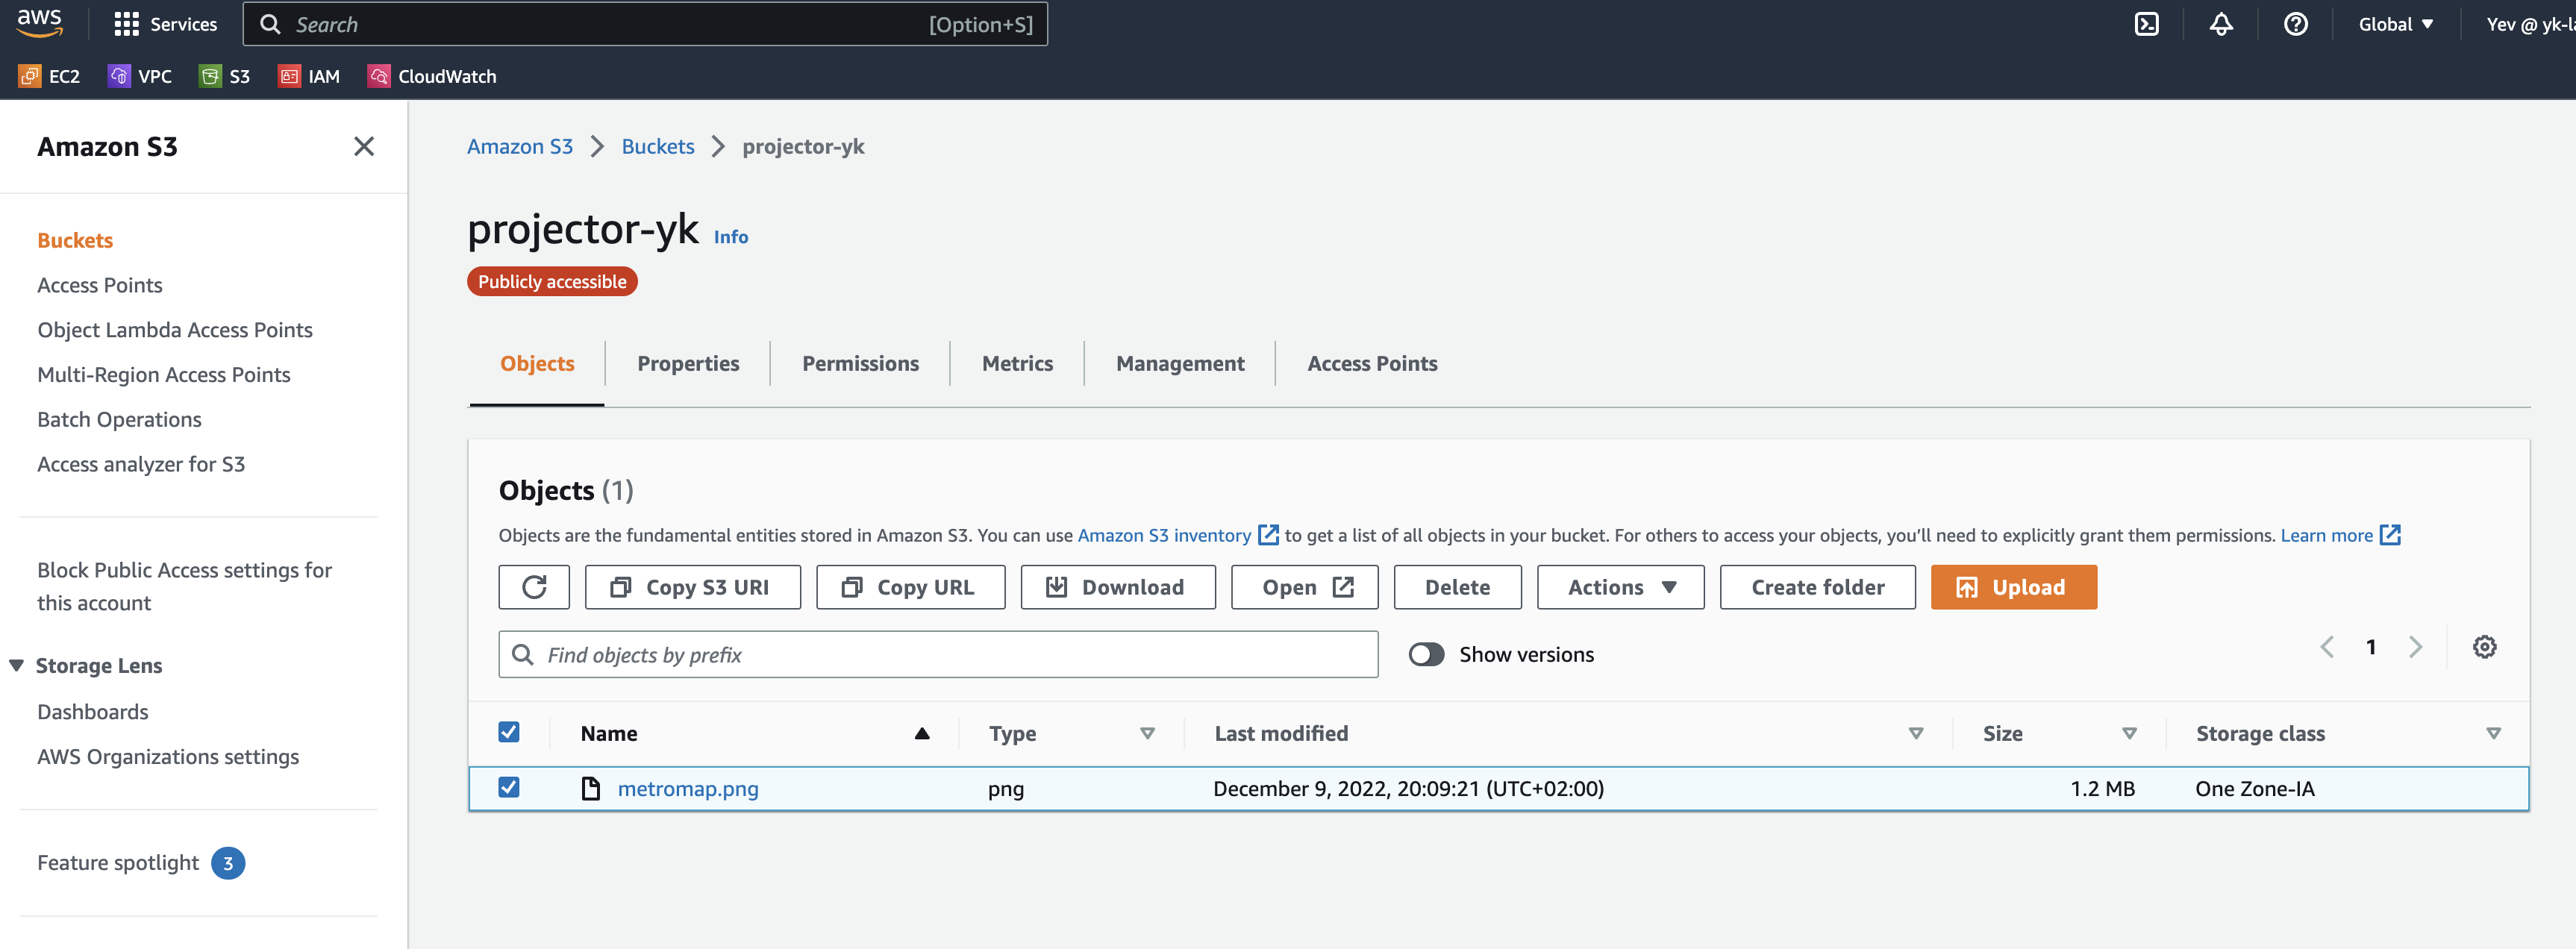 aws Services Search [Option+S] Global Yev @ yk-la
EC2 VPC S3 IAM CloudWatch
Amazon S3
Buckets
Access Points
Object Lambda Access Points
Multi-Region Access Points
Batch Operations
Access analyzer for S3
Block Public Access settings for
this account
Storage Lens
Dashboards
AWS Organizations settings
Feature spotlight 3
Amazon S3 Buckets projector-yk
projector-yk Info
Publicly accessible
Objects Properties Permissions Metrics Management Access Points
Objects (1)
Objects are the fundamental entities stored in Amazon S3. You can use Amazon S3 inventory to get a list of all objects in your bucket. For others to access your objects, you’ll need to explicitly grant them permissions. Learn more
Copy S3 URI Copy URL Download Open Delete Actions Create folder Upload
Find objects by prefix Show versions 1
Name Type Last modified Size Storage class
metromap.png png December 9, 2022, 20:09:21 (UTC+02:00) 1.2 MB One Zone-IA